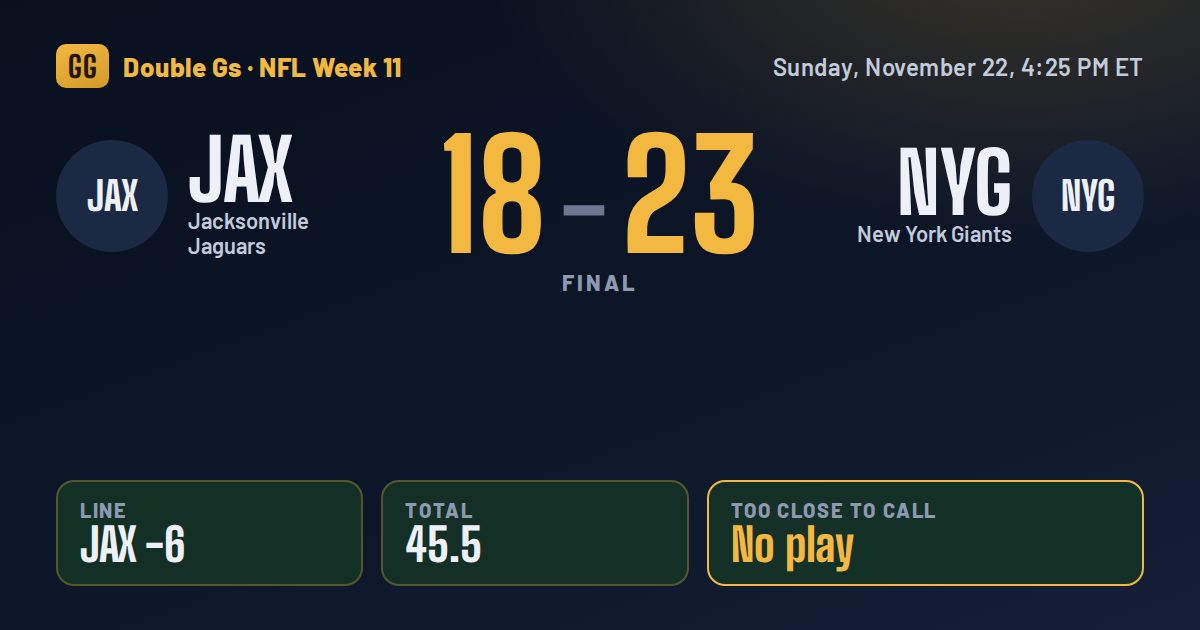 GG Double Gs · NFL Week 11
Sunday, November 22, 4:25 PM ET
JAX
JAX
Jacksonville
Jaguars
18 – 23
FINAL
NYG
New York Giants
NYG
LINE
JAX −6
TOTAL
45.5
TOO CLOSE TO CALL
No play